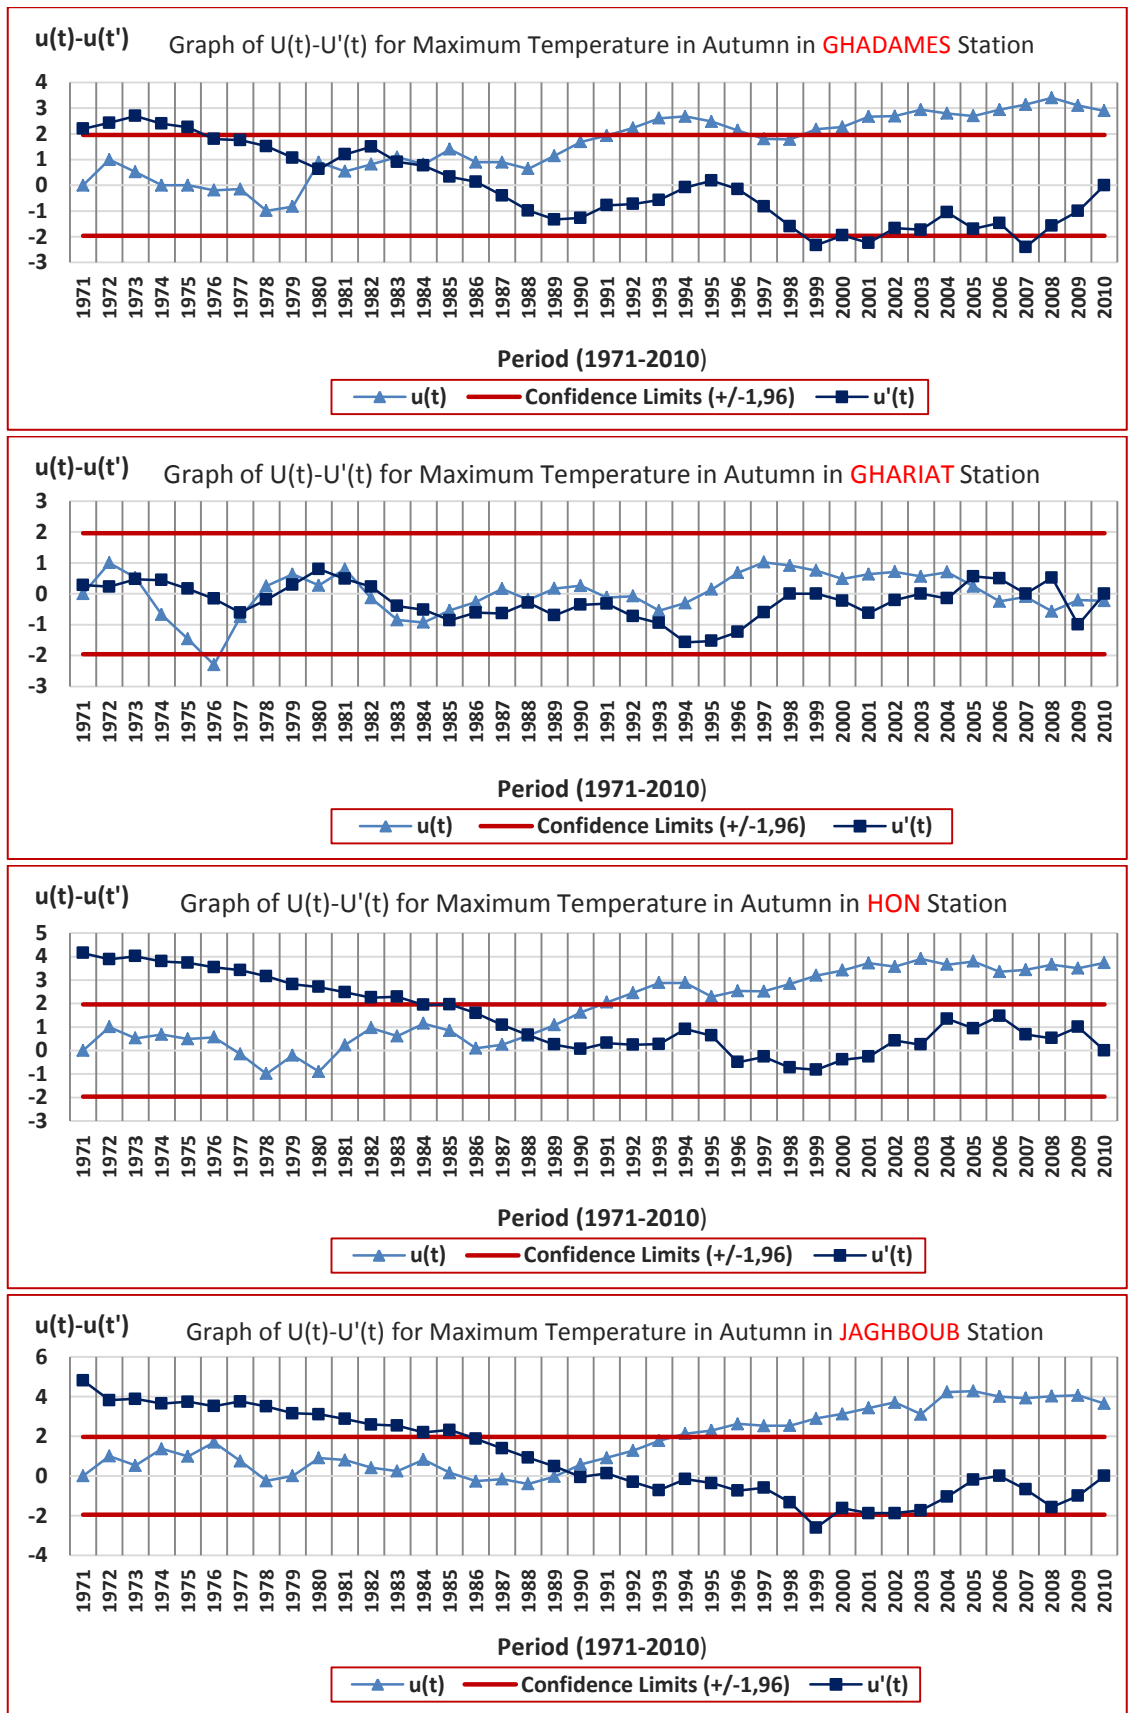 u(t)-u(t')
Graph of U(t)-U'(t) for Maximum Temperature in Autumn in GHADAMES Station
4
3
2
1
0
-1
-2
-3
1971 1972 1973 1974 1975 1976 1977 1978 1979 1980 1981 1982 1983 1984 1985 1986 1987 1988 1989 1990 1991 1992 1993 1994 1995 1996 1997 1998 1999 2000 2001 2002 2003 2004 2005 2006 2007 2008 2009 2010
Period (1971-2010)
u(t) Confidence Limits (+/-1,96) u'(t)
u(t)-u(t')
Graph of U(t)-U'(t) for Maximum Temperature in Autumn in GHARIAT Station
3
2
1
0
-1
-2
-3
1971 1972 1973 1974 1975 1976 1977 1978 1979 1980 1981 1982 1983 1984 1985 1986 1987 1988 1989 1990 1991 1992 1993 1994 1995 1996 1997 1998 1999 2000 2001 2002 2003 2004 2005 2006 2007 2008 2009 2010
Period (1971-2010)
u(t) Confidence Limits (+/-1,96) u'(t)
u(t)-u(t')
Graph of U(t)-U'(t) for Maximum Temperature in Autumn in HON Station
5
4
3
2
1
0
-1
-2
-3
1971 1972 1973 1974 1975 1976 1977 1978 1979 1980 1981 1982 1983 1984 1985 1986 1987 1988 1989 1990 1991 1992 1993 1994 1995 1996 1997 1998 1999 2000 2001 2002 2003 2004 2005 2006 2007 2008 2009 2010
Period (1971-2010)
u(t) Confidence Limits (+/-1,96) u'(t)
u(t)-u(t')
Graph of U(t)-U'(t) for Maximum Temperature in Autumn in JAGHBOUB Station
6
4
2
0
-2
-4
1971 1972 1973 1974 1975 1976 1977 1978 1979 1980 1981 1982 1983 1984 1985 1986 1987 1988 1989 1990 1991 1992 1993 1994 1995 1996 1997 1998 1999 2000 2001 2002 2003 2004 2005 2006 2007 2008 2009 2010
Period (1971-2010)
u(t) Confidence Limits (+/-1,96) u'(t)